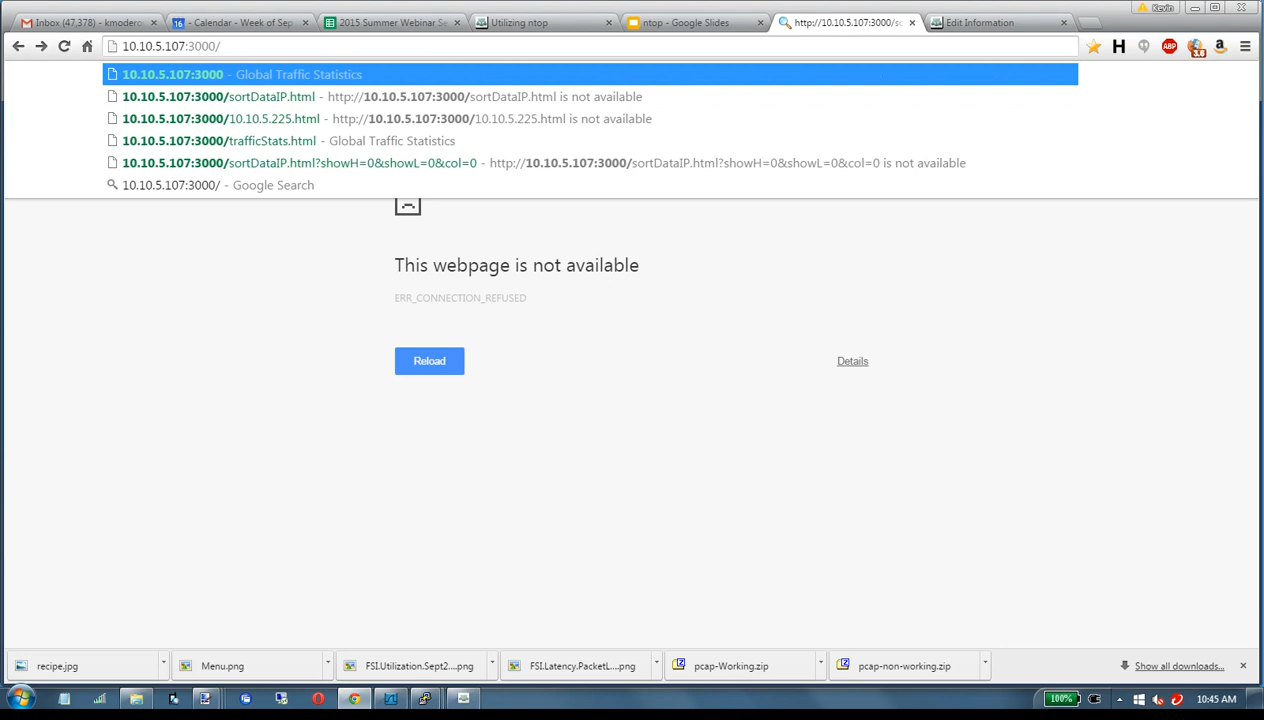 Kevin
Inbox (47,378) - kmoderop
16 - Calendar - Week of Sep
2015 Summer Webinar Se
Utilizing ntop
ntop - Google Slides
http://10.10.5.107:3000/so
Edit Information
10.10.5.107:3000/
10.10.5.107:3000 - Global Traffic Statistics
10.10.5.107:3000/sortDataIP.html - http://10.10.5.107:3000/sortDataIP.html is not available
10.10.5.107:3000/10.10.5.225.html - http://10.10.5.107:3000/10.10.5.225.html is not available
10.10.5.107:3000/trafficStats.html - Global Traffic Statistics
10.10.5.107:3000/sortDataIP.html?showH=0&showL=0&col=0 - http://10.10.5.107:3000/sortDataIP.html?showH=0&showL=0&col=0 is not available
10.10.5.107:3000/ - Google Search
This webpage is not available
ERR_CONNECTION_REFUSED
Reload
Details
recipe.jpg
Menu.png
FSI.Utilization.Sept2....png
FSI.Latency.PacketL....png
pcap-Working.zip
pcap-non-working.zip
Show all downloads...
100%
10:45 AM